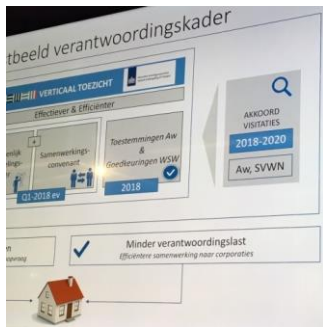 tbeeld verantwoordingskader
VERTICAAL TOEZICHT
Effectiever & Efficiënter
Samenwerkings-
convenant
Q1-2018 ev
Toestemmingen Aw
&
Goedkeuringen WSW
2018
AKKOORD
VISITATIES
2018-2020
Aw, SVWN
Minder verantwoordingslast
Efficiëntere samenwerking naar corporaties